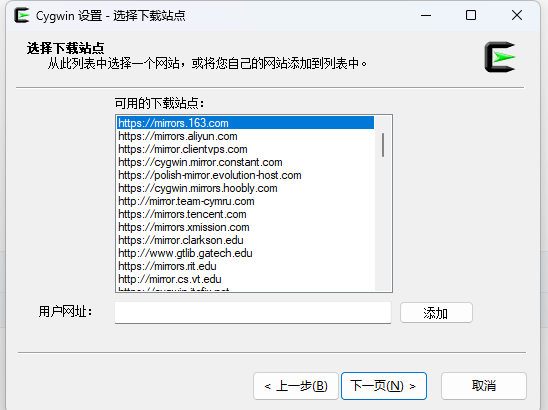 Cygwin 设置 - 选择下载站点
选择下载站点
从此列表中选择一个网站，或将您自己的网站添加到列表中。
可用的下载站点：
https://mirrors.163.com
https://mirrors.aliyun.com
https://mirror.clientvps.com
https://cygwin.mirror.constant.com
https://polish-mirror.evolution-host.com
https://cygwin.mirrors.hoobly.com
http://mirror.team-cymru.com
https://mirrors.tencent.com
https://mirrors.xmission.com
https://mirror.clarkson.edu
http://www.gtlib.gatech.edu
https://mirrors.rit.edu
http://mirror.cs.vt.edu
用户网址：
添加
< 上一步(B)
下一页(N) >
取消